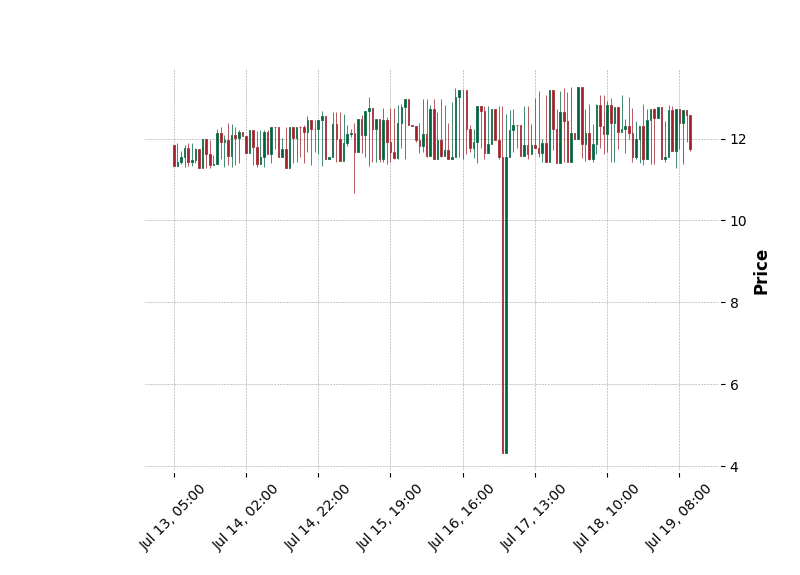 12
10
8
6
4
Price
Jul 13, 05:00
Jul 14, 02:00
Jul 14, 22:00
Jul 15, 19:00
Jul 16, 16:00
Jul 17, 13:00
Jul 18, 10:00
Jul 19, 08:00